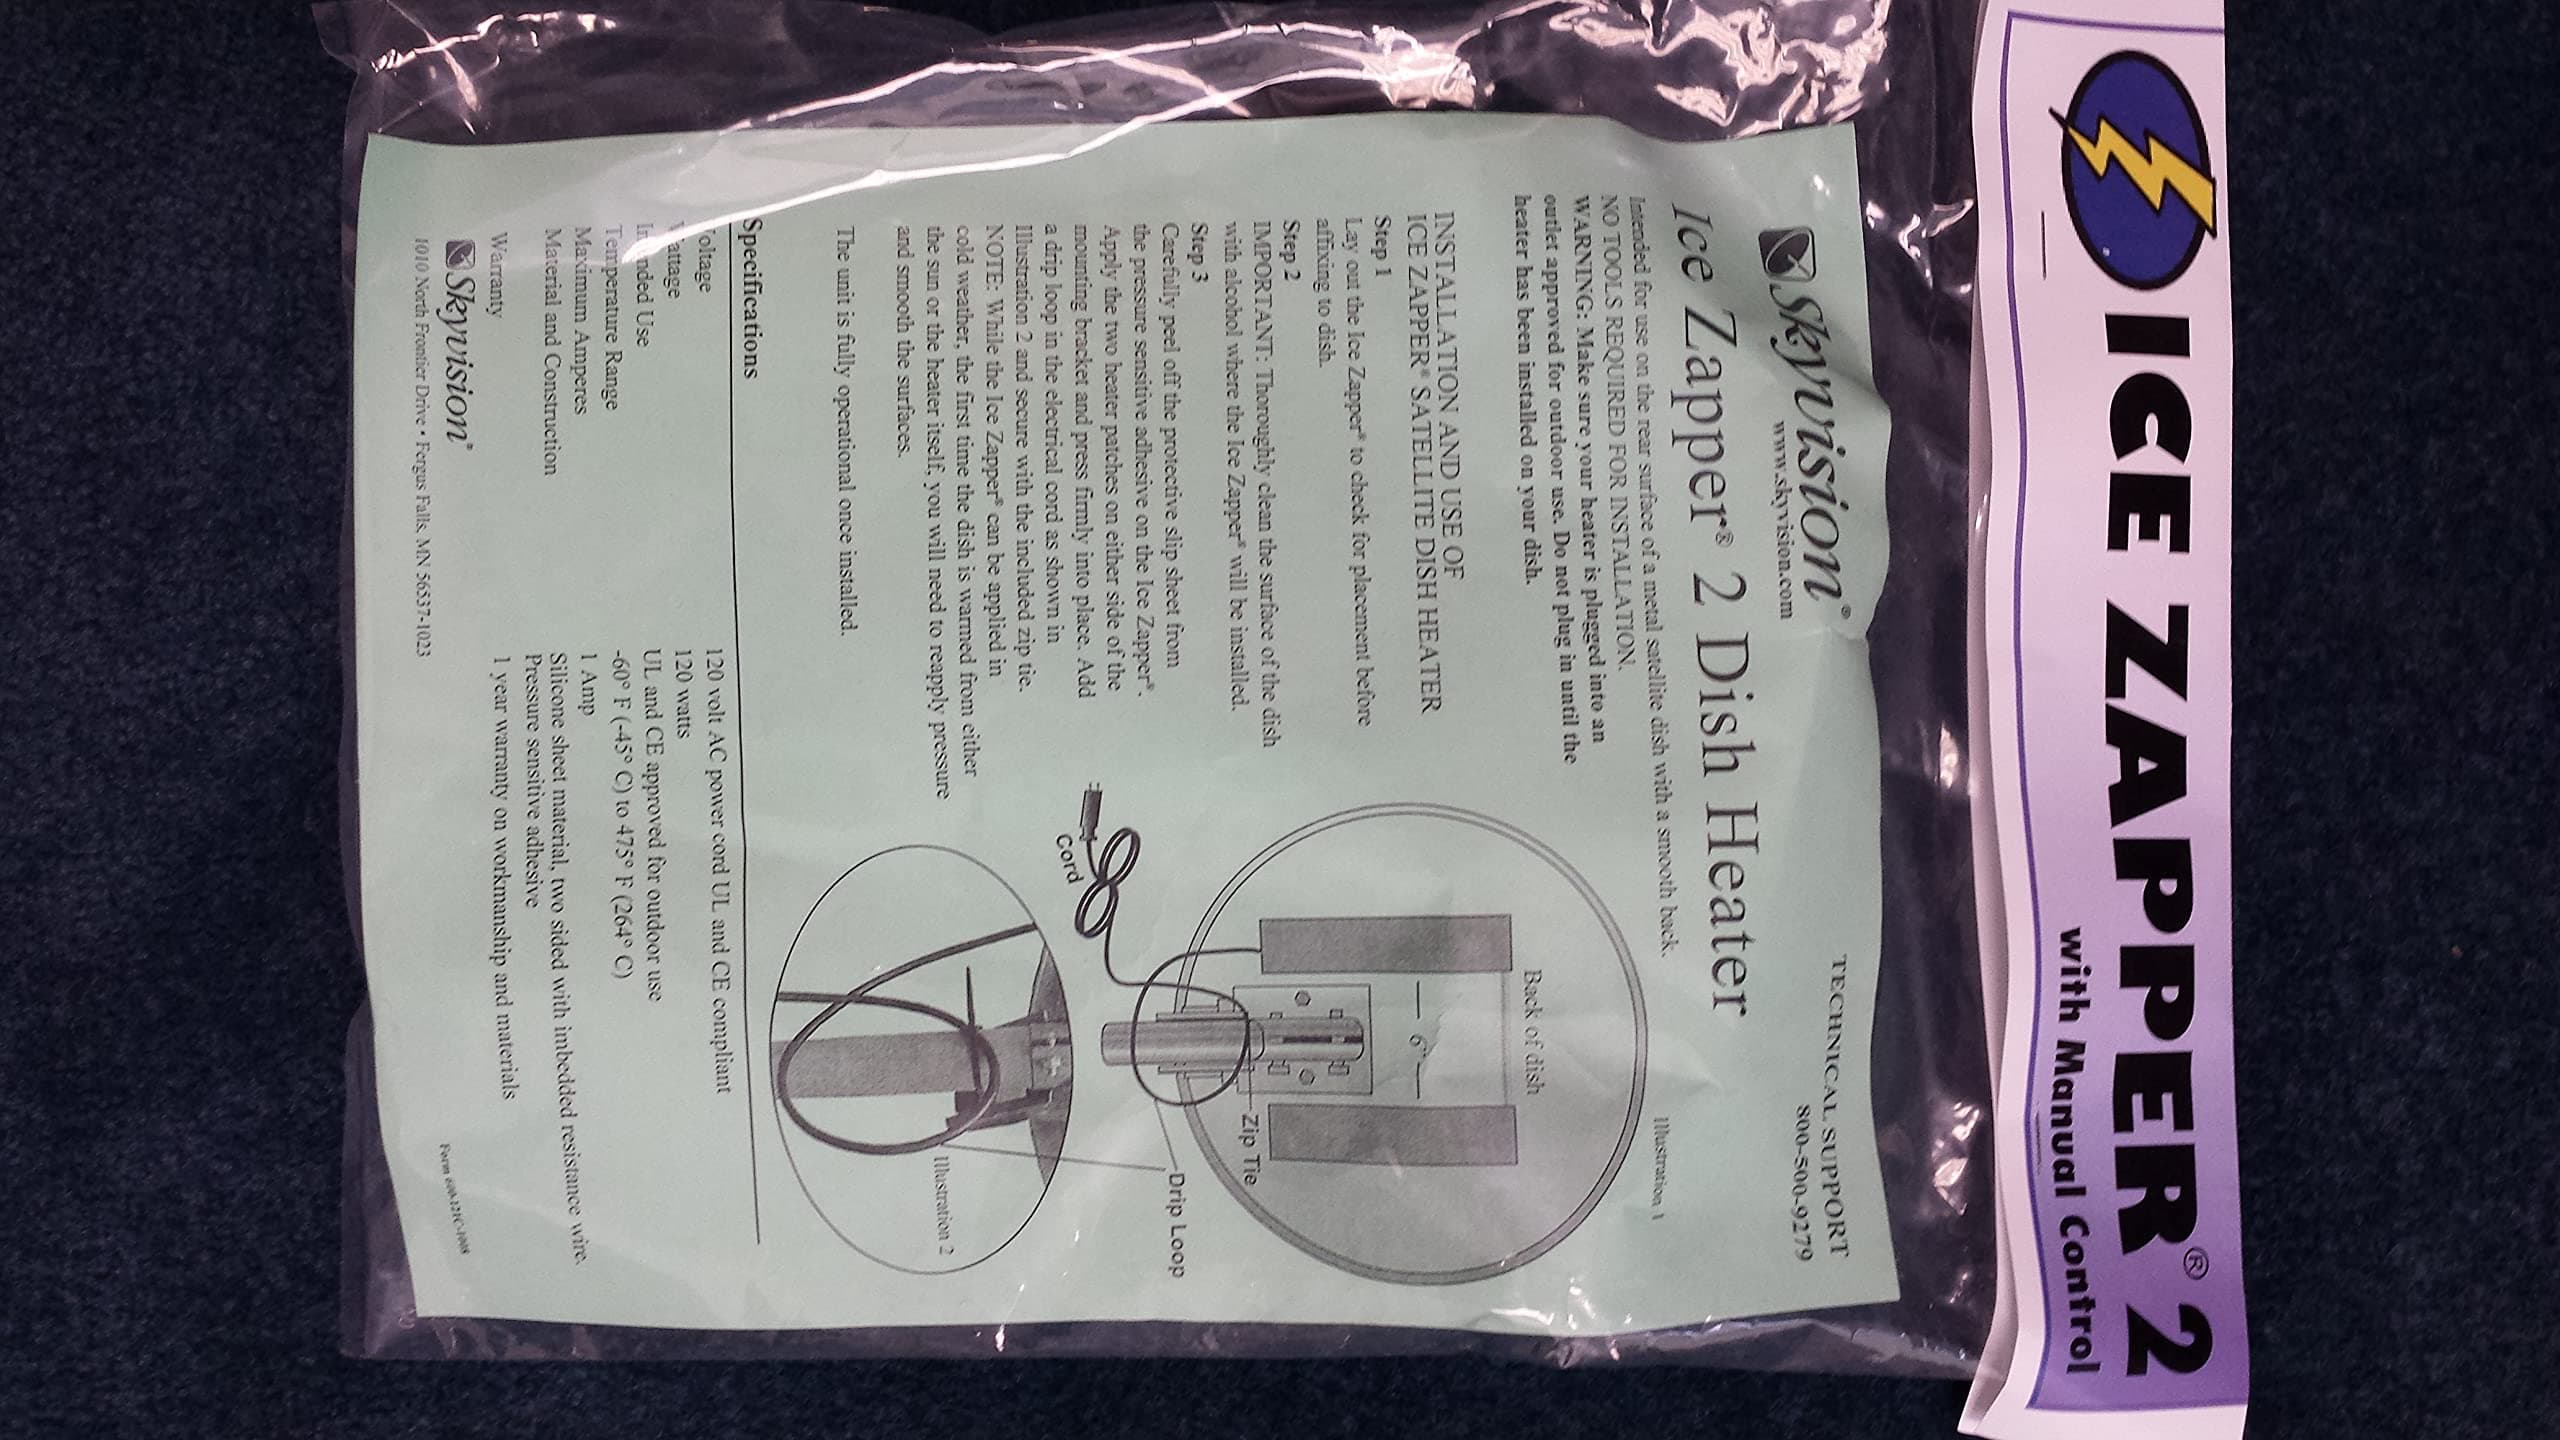 ICE ZAPPER® 2
with Manual Control
Skyvision®
www.skyvision.com
TECHNICAL SUPPORT
800-500-9279
Ice Zapper® 2 Dish Heater
Intended for use on the rear surface of a metal satellite dish with a smooth back.
NO TOOLS REQUIRED FOR INSTALLATION.
WARNING: Make sure your heater is plugged into an
outlet approved for outdoor use. Do not plug in until the
heater has been installed on your dish.
INSTALLATION AND USE OF
ICE ZAPPER® SATELLITE DISH HEATER
Step 1
Lay out the Ice Zapper® to check for placement before
affixing to dish.
Step 2
IMPORTANT: Thoroughly clean the surface of the dish
with alcohol where the Ice Zapper® will be installed.
Step 3
Carefully peel off the protective slip sheet from
the pressure sensitive adhesive on the Ice Zapper®.
Apply the two heater patches on either side of the
mounting bracket and press firmly into place. Add
a drip loop in the electrical cord as shown in
Illustration 2 and secure with the included zip tie.
NOTE: While the Ice Zapper® can be applied in
cold weather, the first time the dish is warmed from either
the sun or the heater itself, you will need to reapply pressure
and smooth the surfaces.
The unit is fully operational once installed.
Illustration 1
Back of dish
6"
Zip Tie
Drip Loop
Cord
Illustration 2
Specifications
Voltage 120 volt AC power cord UL and CE compliant
Wattage 120 watts
Intended Use UL and CE approved for outdoor use
Temperature Range -60° F (-45° C) to 475° F (264° C)
Maximum Amperes 1 Amp
Material and Construction Silicone sheet material, two sided with imbedded resistance wire.
Pressure sensitive adhesive
Warranty 1 year warranty on workmanship and materials
Skyvision®
1010 North Frontier Drive • Fergus Falls, MN 56537-1023
Form